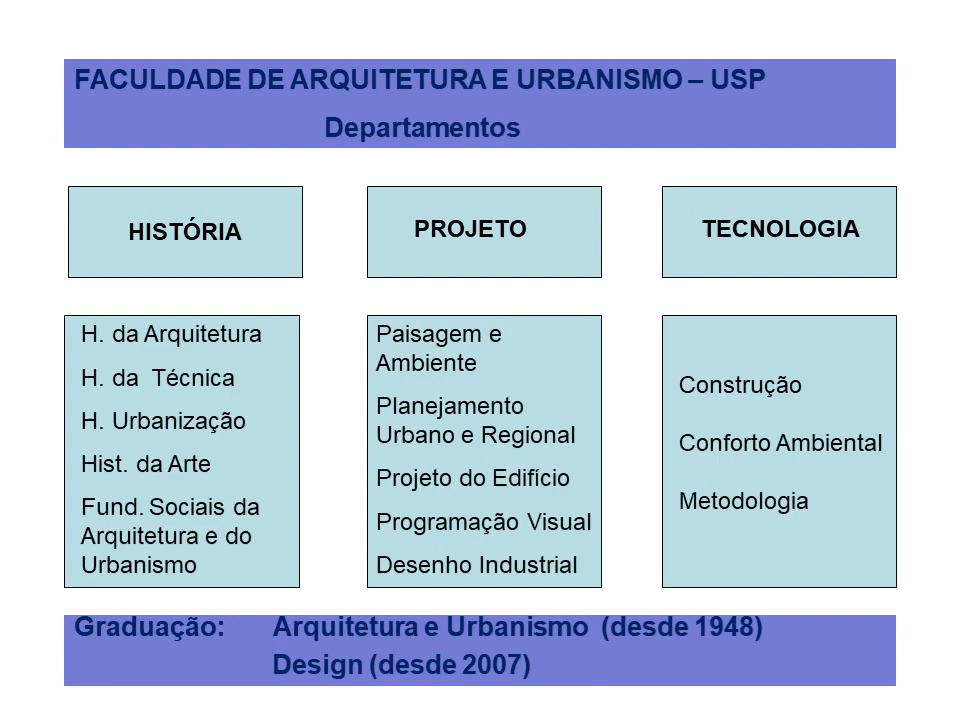 FACULDADE DE ARQUITETURA E URBANISMO – USP
Departamentos
HISTÓRIA
PROJETO
TECNOLOGIA
H. da Arquitetura
H. da Técnica
H. Urbanização
Hist. da Arte
Fund. Sociais da
Arquitetura e do
Urbanismo
Paisagem e
Ambiente
Planejamento
Urbano e Regional
Projeto do Edifício
Programação Visual
Desenho Industrial
Construção
Conforto Ambiental
Metodologia
Graduação: Arquitetura e Urbanismo (desde 1948)
Design (desde 2007)